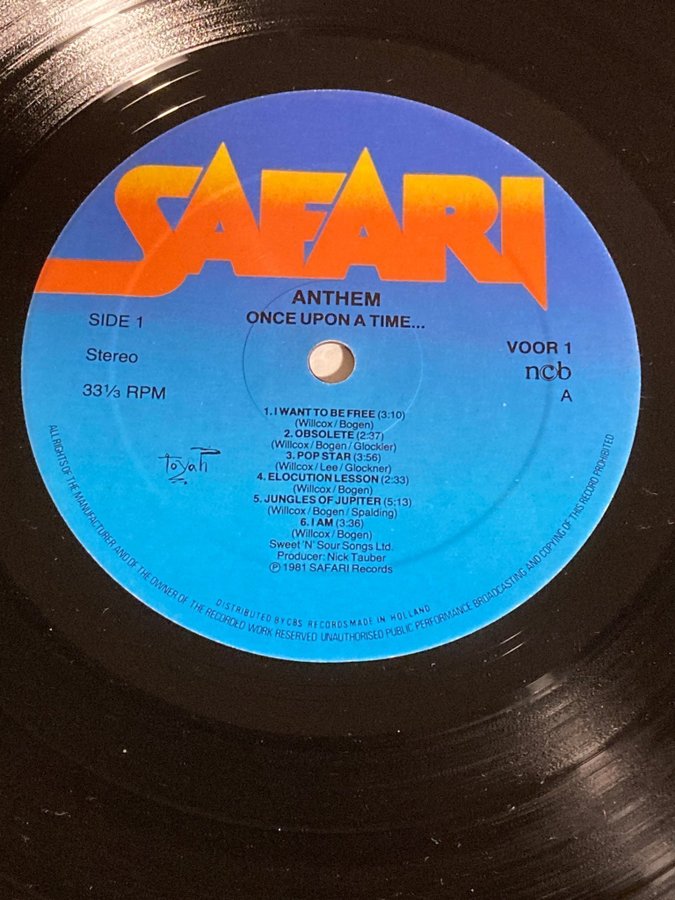 SAFARI
ANTHEM
ONCE UPON A TIME...
SIDE 1
Stereo
33⅓ RPM
VOOR 1
ncb
A
1. I WANT TO BE FREE (3:10)
(Willcox/Bogen)
2. OBSOLETE (2:37)
(Willcox/Bogen/Glockler)
3. POP STAR (3:56)
(Willcox/Lee/Glockner)
4. ELOCUTION LESSON (2:33)
(Willcox/Bogen)
5. JUNGLES OF JUPITER (5:13)
(Willcox/Bogen/Spalding)
6. I AM (3:36)
(Willcox/Bogen)
Sweet 'N' Sour Songs Ltd.
Producer: Nick Tauber
℗ 1981 SAFARI Records
toyah
DISTRIBUTED BY CBS RECORDS MADE IN HOLLAND
ALL RIGHTS OF THE MANUFACTURER AND OF THE OWNER OF THE RECORDED WORK RESERVED UNAUTHORISED PUBLIC PERFORMANCE BROADCASTING AND COPYING OF THIS RECORD PROHIBITED